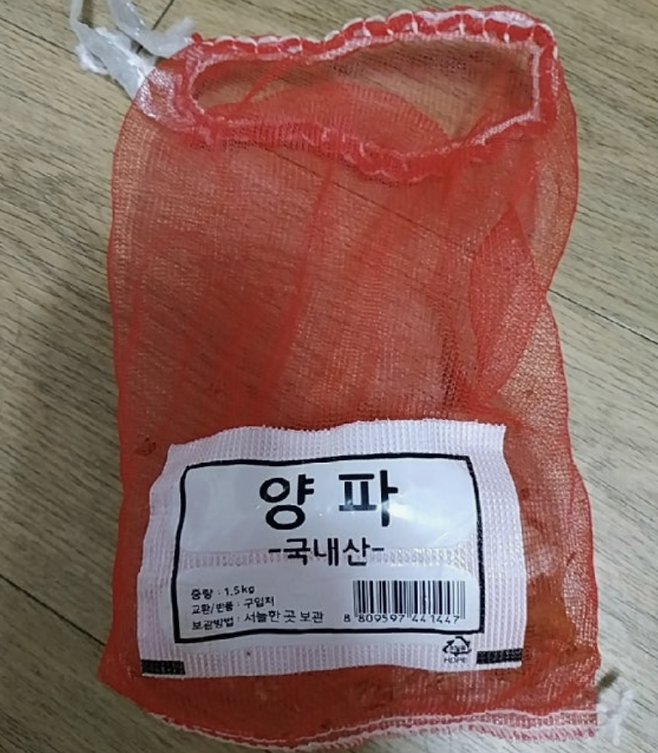 양파
-국내산-
중량 : 1.5kg
교환/반품 : 구입처
보관방법 : 서늘한 곳 보관
8 809597 441447
HDPE